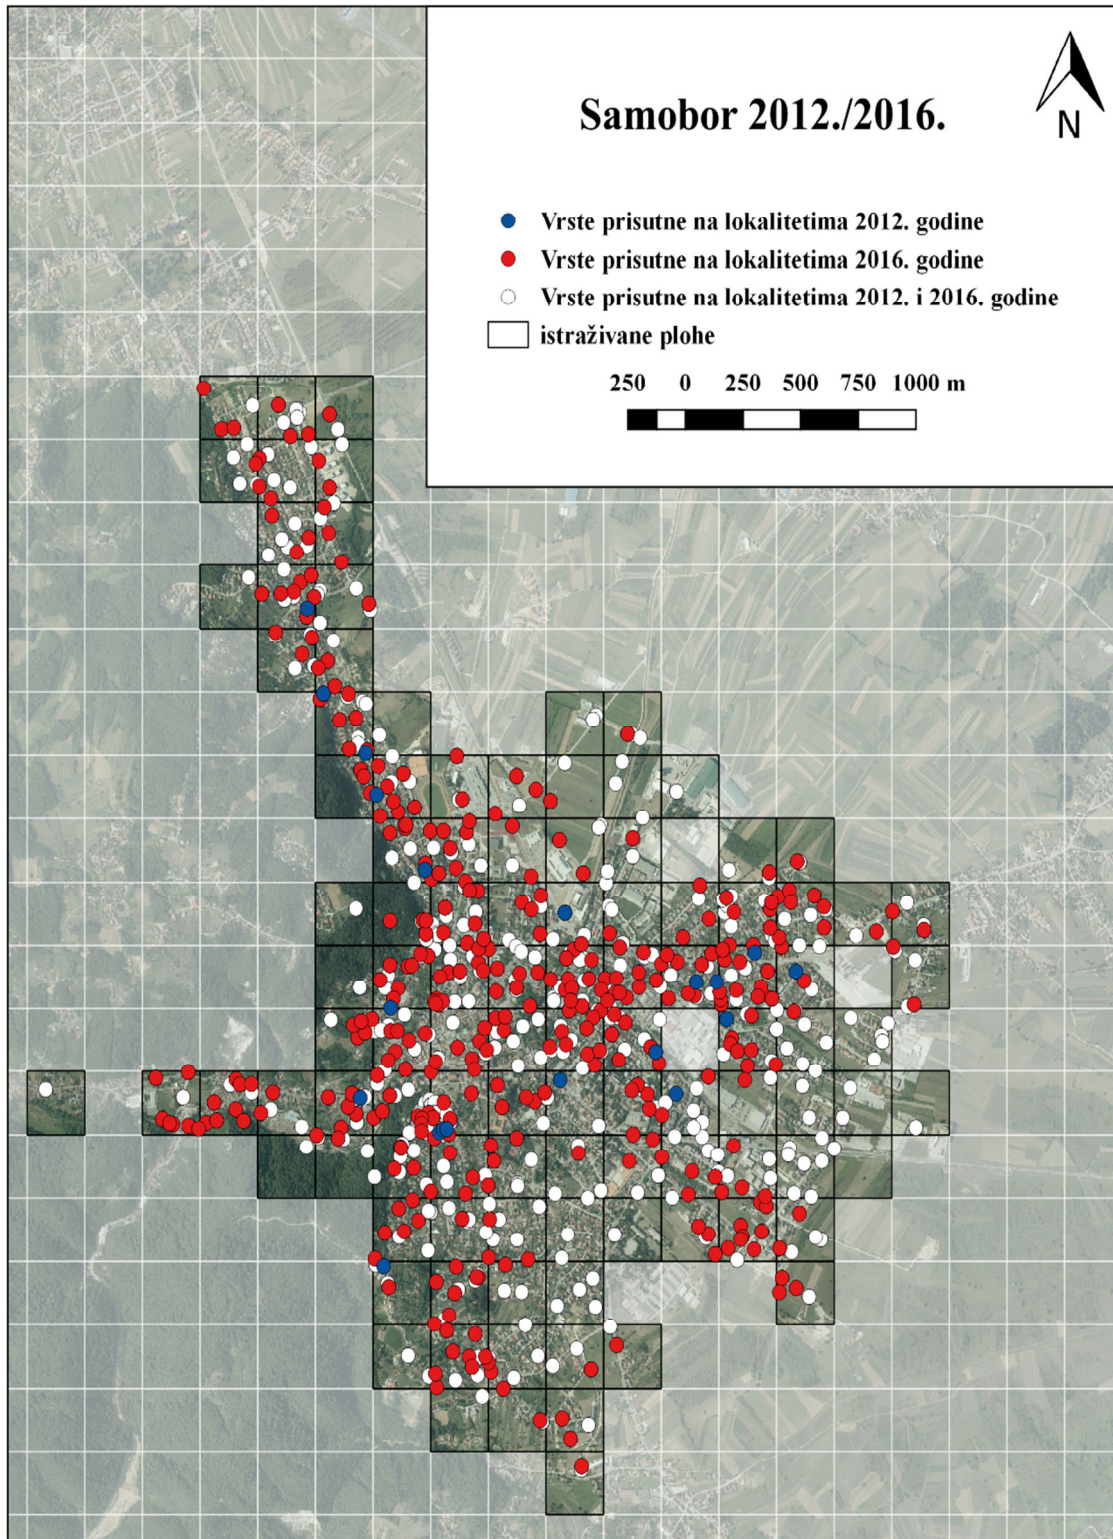 N
Samobor 2012./2016.
Vrste prisutne na lokalitetima 2012. godine
Vrste prisutne na lokalitetima 2016. godine
Vrste prisutne na lokalitetima 2012. i 2016. godine
istraživane plohe
250 0 250 500 750 1000 m